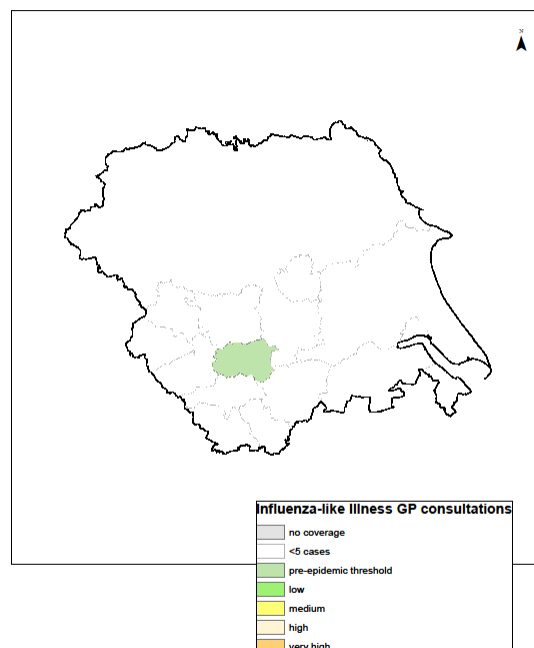 N
Influenza-like Illness GP consultations
no coverage
<5 cases
pre-epidemic threshold
low
medium
high
very high